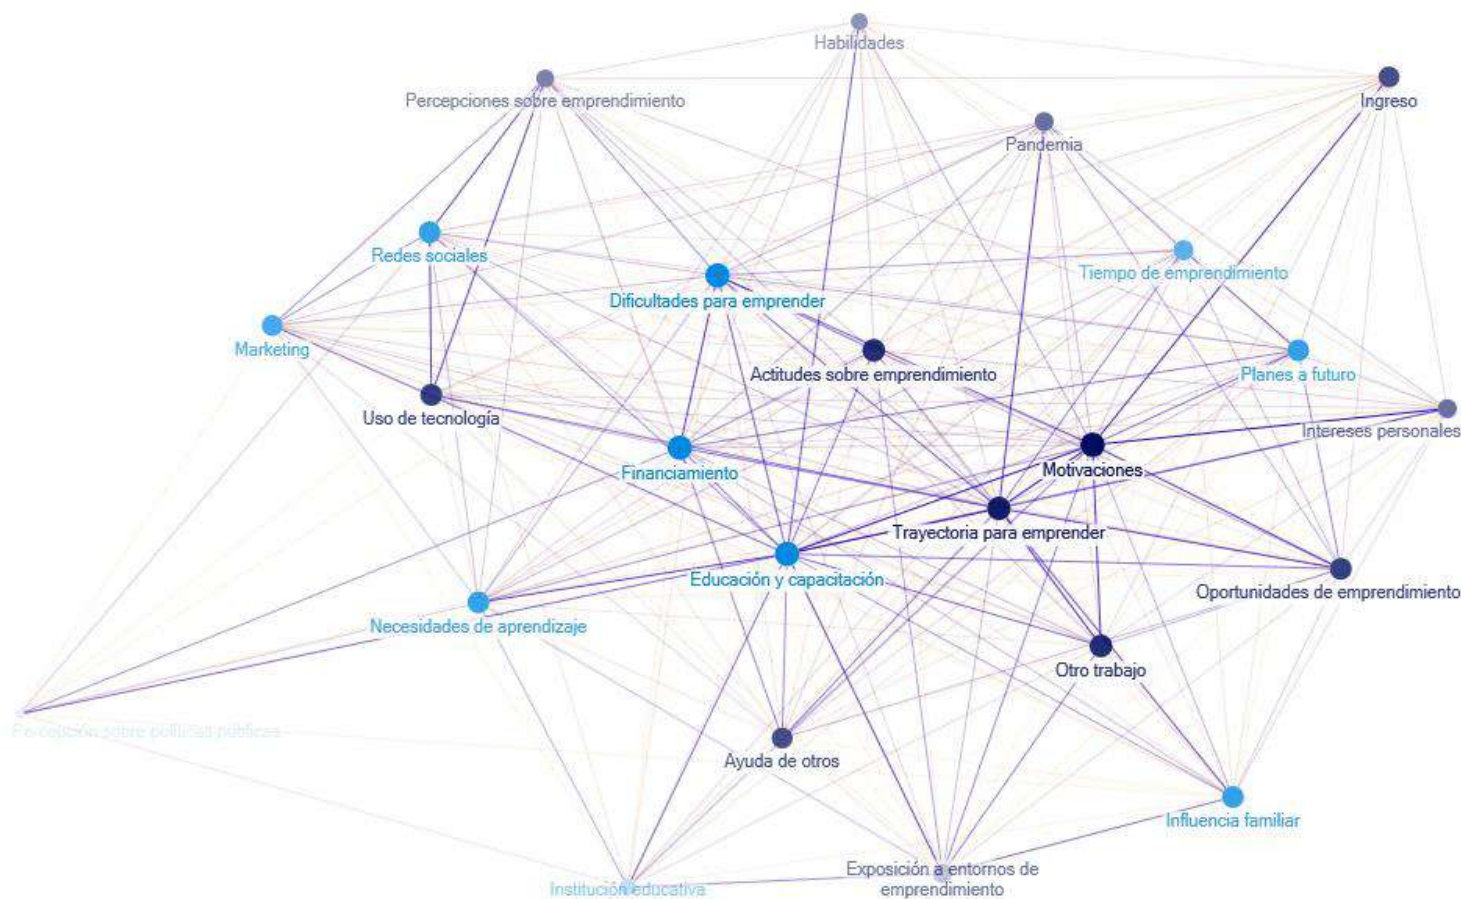 Habilidades
Percepciones sobre emprendimiento
Ingreso
Pandemia
Redes sociales
Tiempo de emprendimiento
Dificultades para emprender
Marketing
Actitudes sobre emprendimiento
Planes a futuro
Uso de tecnología
Intereses personales
Financiamiento
Motivaciones
Trayectoria para emprender
Educación y capacitación
Oportunidades de emprendimiento
Necesidades de aprendizaje
Otro trabajo
Percepción sobre políticas públicas
Ayuda de otros
Influencia familiar
Exposición a entornos de
emprendimiento
Institución educativa